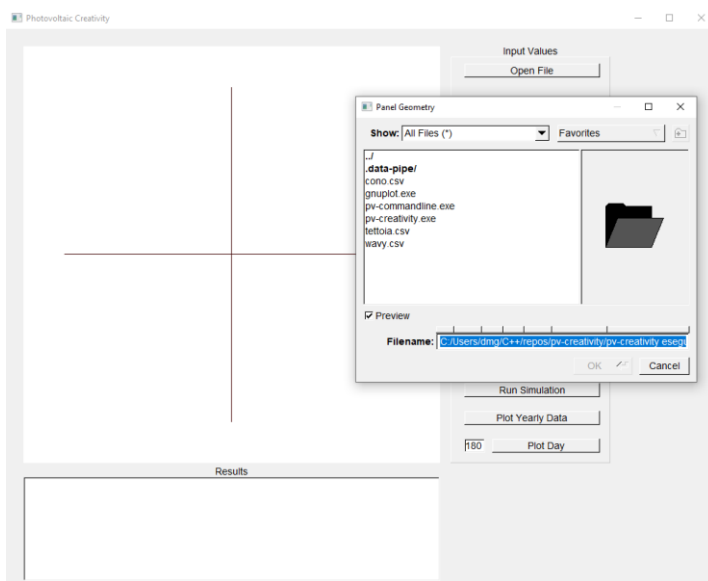 Photovoltaic Creativity
Input Values
Open File
Panel Geometry
Show: All Files (*)
Favorites
../
.data-pipe/
cono.csv
gnuplot.exe
pv-commandline.exe
pv-creativity.exe
tettoia.csv
wavy.csv
Preview
Filename: C:/Users/dmg/C++/repos/pv-creativity/pv-creativity esegu
OK
Cancel
Run Simulation
Plot Yearly Data
180 Plot Day
Results